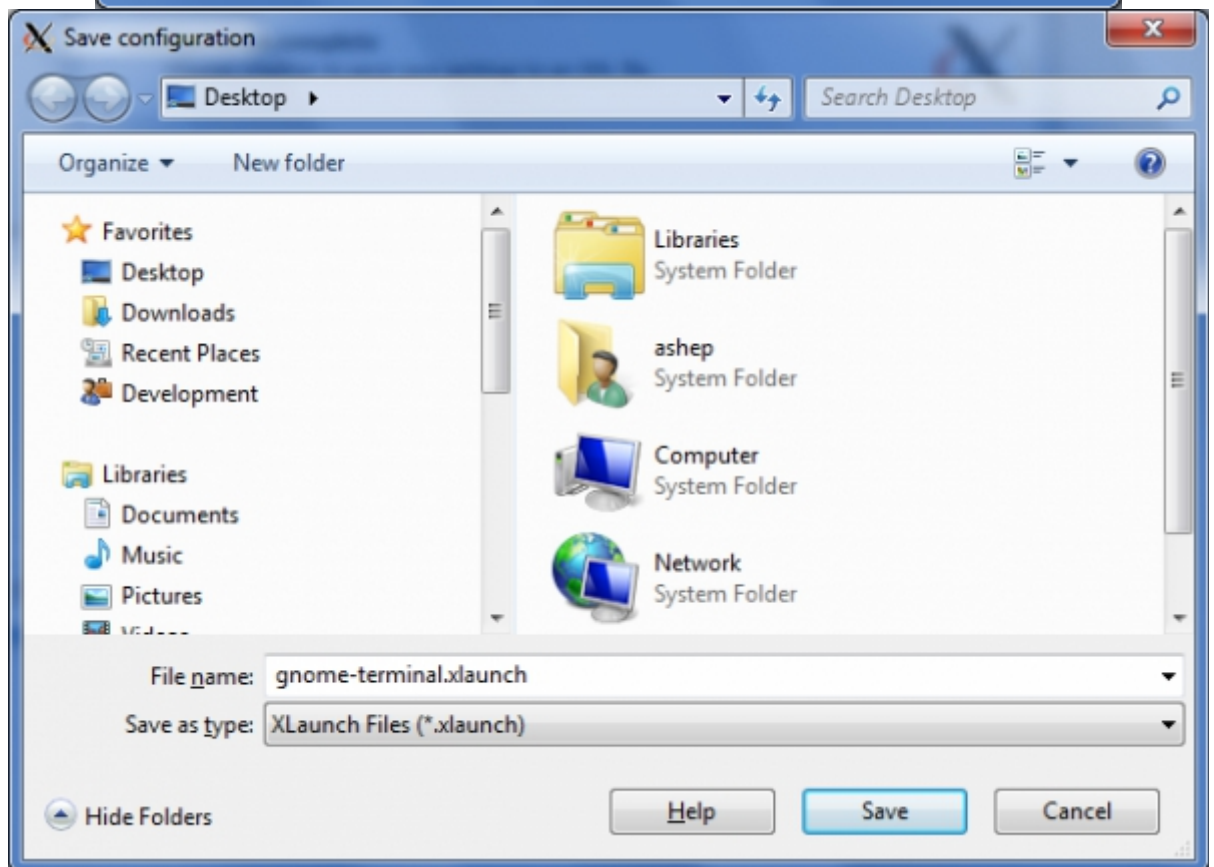 Save configuration
Desktop
Search Desktop
Organize
New folder
Favorites
Desktop
Downloads
Recent Places
Development
Libraries
Documents
Music
Pictures
Videos
Libraries
System Folder
ashep
System Folder
Computer
System Folder
Network
System Folder
File name: gnome-terminal.xlaunch
Save as type: XLaunch Files (*.xlaunch)
Hide Folders
Help
Save
Cancel